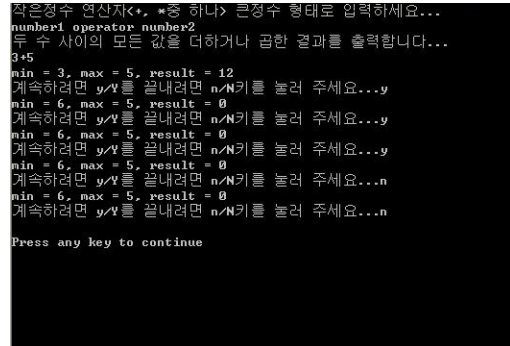 작은정수 연산자<+, *중 하나> 큰정수 형태로 입력하세요...
number1 operator number2
두 수 사이의 모든 값을 더하거나 곱한 결과를 출력합니다...
3+5
min = 3, max = 5, result = 12
계속하려면 y/Y를 끝내려면 n/N키를 눌러 주세요...y
min = 6, max = 5, result = 0
계속하려면 y/Y를 끝내려면 n/N키를 눌러 주세요...y
min = 6, max = 5, result = 0
계속하려면 y/Y를 끝내려면 n/N키를 눌러 주세요...y
min = 6, max = 5, result = 0
계속하려면 y/Y를 끝내려면 n/N키를 눌러 주세요...n
min = 6, max = 5, result = 0
계속하려면 y/Y를 끝내려면 n/N키를 눌러 주세요...n
Press any key to continue